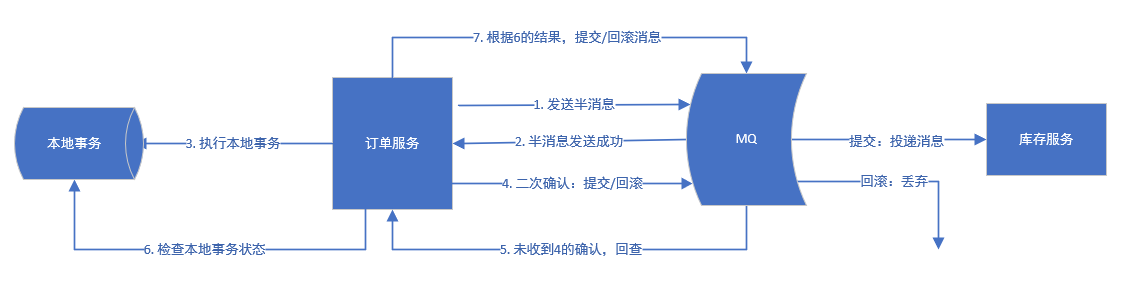 7. 根据6的结果，提交/回滚消息
1. 发送半消息
本地事务
3. 执行本地事务
订单服务
2. 半消息发送成功
MQ
提交：投递消息
库存服务
4. 二次确认：提交/回滚
回滚：丢弃
6. 检查本地事务状态
5. 未收到4的确认，回查